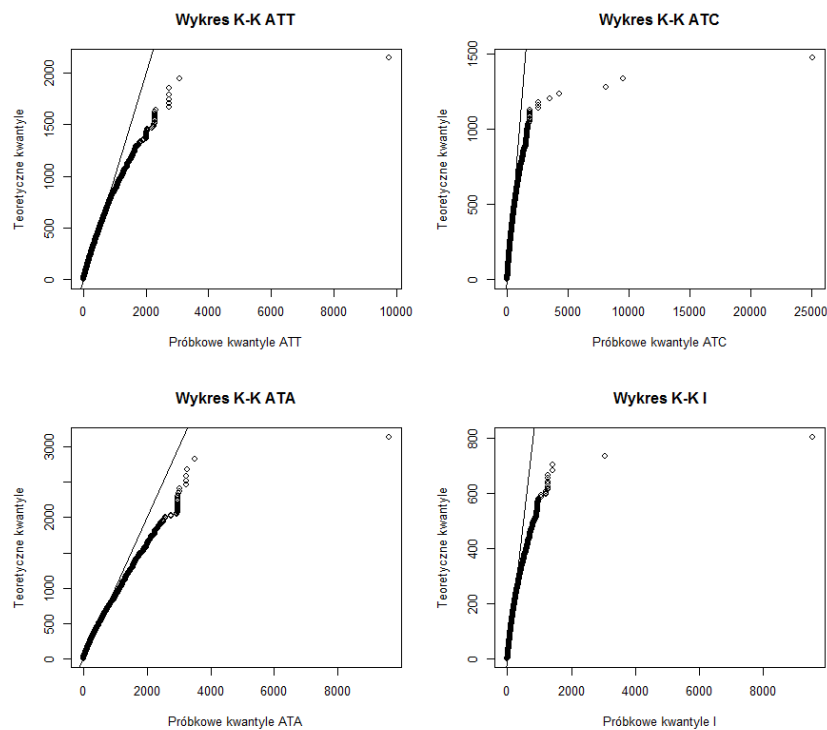 Wykres K-K ATT
Teoretyczne kwantyle
2000
1500
1000
500
0
0 2000 4000 6000 8000 10000
Próbkowe kwantyle ATT
Wykres K-K ATC
Teoretyczne kwantyle
1500
1000
500
0
0 5000 10000 15000 20000 25000
Próbkowe kwantyle ATC
Wykres K-K ATA
Teoretyczne kwantyle
3000
2000
1000
500
0
0 2000 4000 6000 8000
Próbkowe kwantyle ATA
Wykres K-K I
Teoretyczne kwantyle
800
600
400
200
0
0 2000 4000 6000 8000
Próbkowe kwantyle I